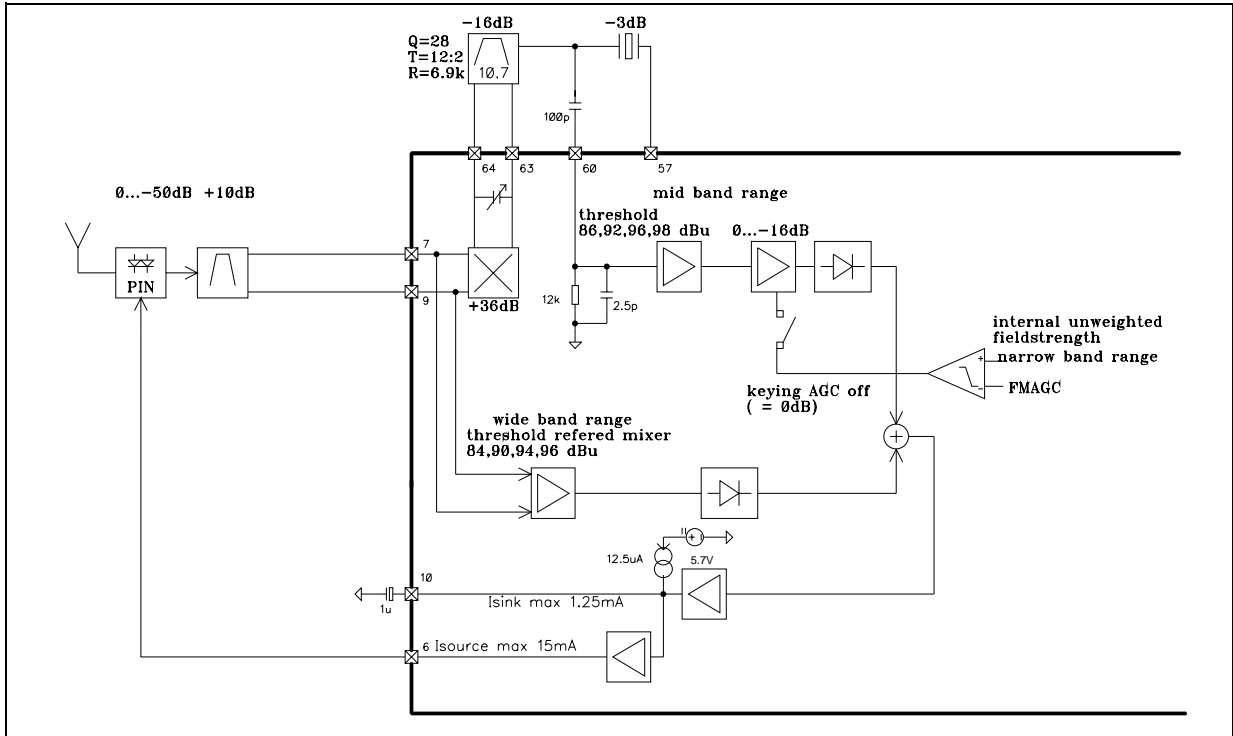 -16dB
-3dB
Q=28
T=12:2
R=6.9k
10.7
100p
64
63
60
57
0...-50dB +10dB
mid band range
threshold
86,92,96,98 dBu
0...-16dB
7
PIN
9
+36dB
12k
2.5p
internal unweighted
fieldstrength
narrow band range
+
-
FMAGC
keying AGC off
( = 0dB)
wide band range
threshold refered mixer
84,90,94,96 dBu
+
+
12.5uA
5.7V
10
1u
Isink max 1.25mA
6
Isource max 15mA